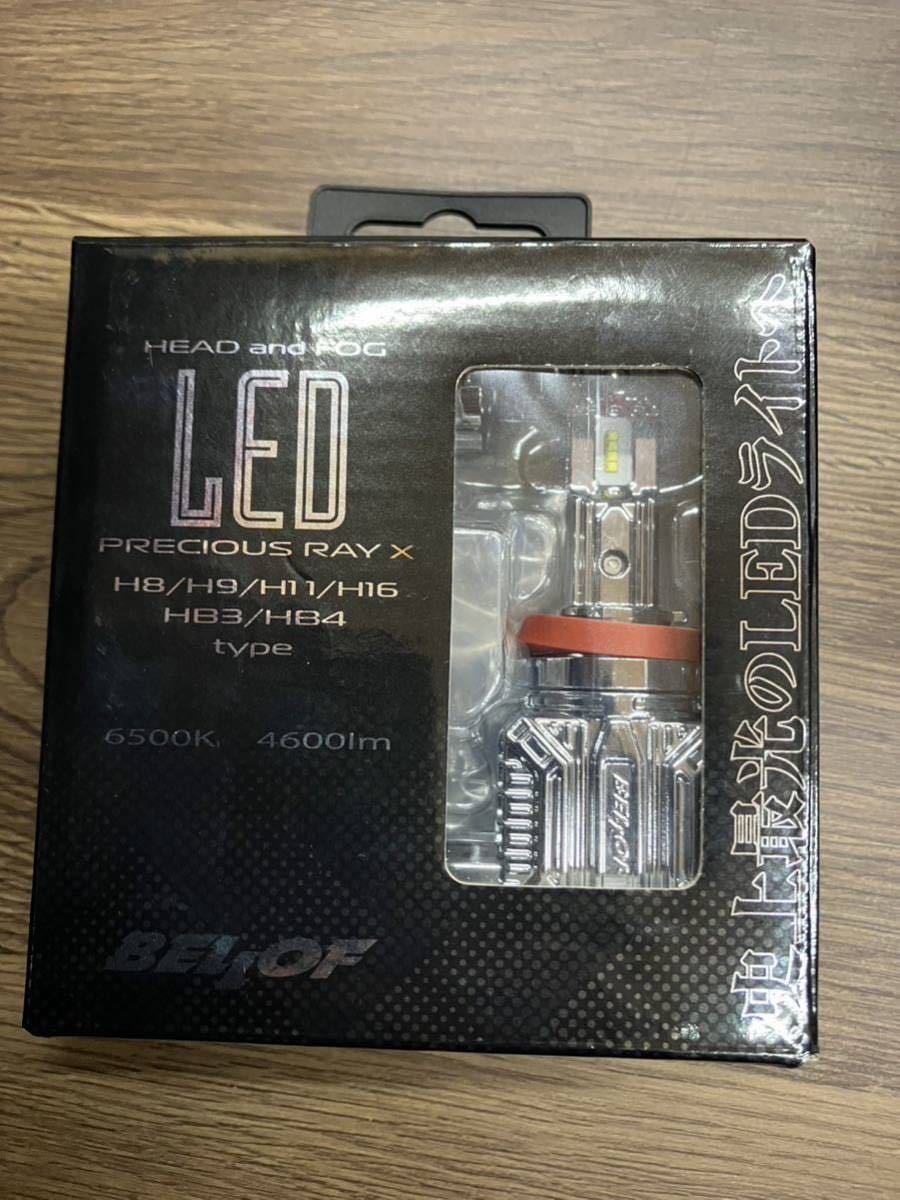 HEAD and FOG
LED
PRECIOUS RAY X
H8/H9/H11/H16
HB3/HB4
type
6500K 4600lm
BELLOF
史上最光のLEDライトへ
BELLOF